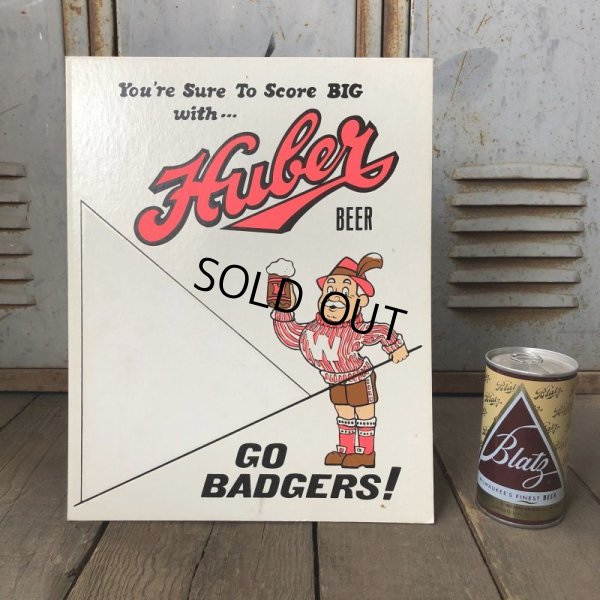 You're Sure To Score BIG
with...
Huber
BEER
SOLD OUT
W
GO
BADGERS!
Blatz
MILWAUKEE'S FINEST BEER